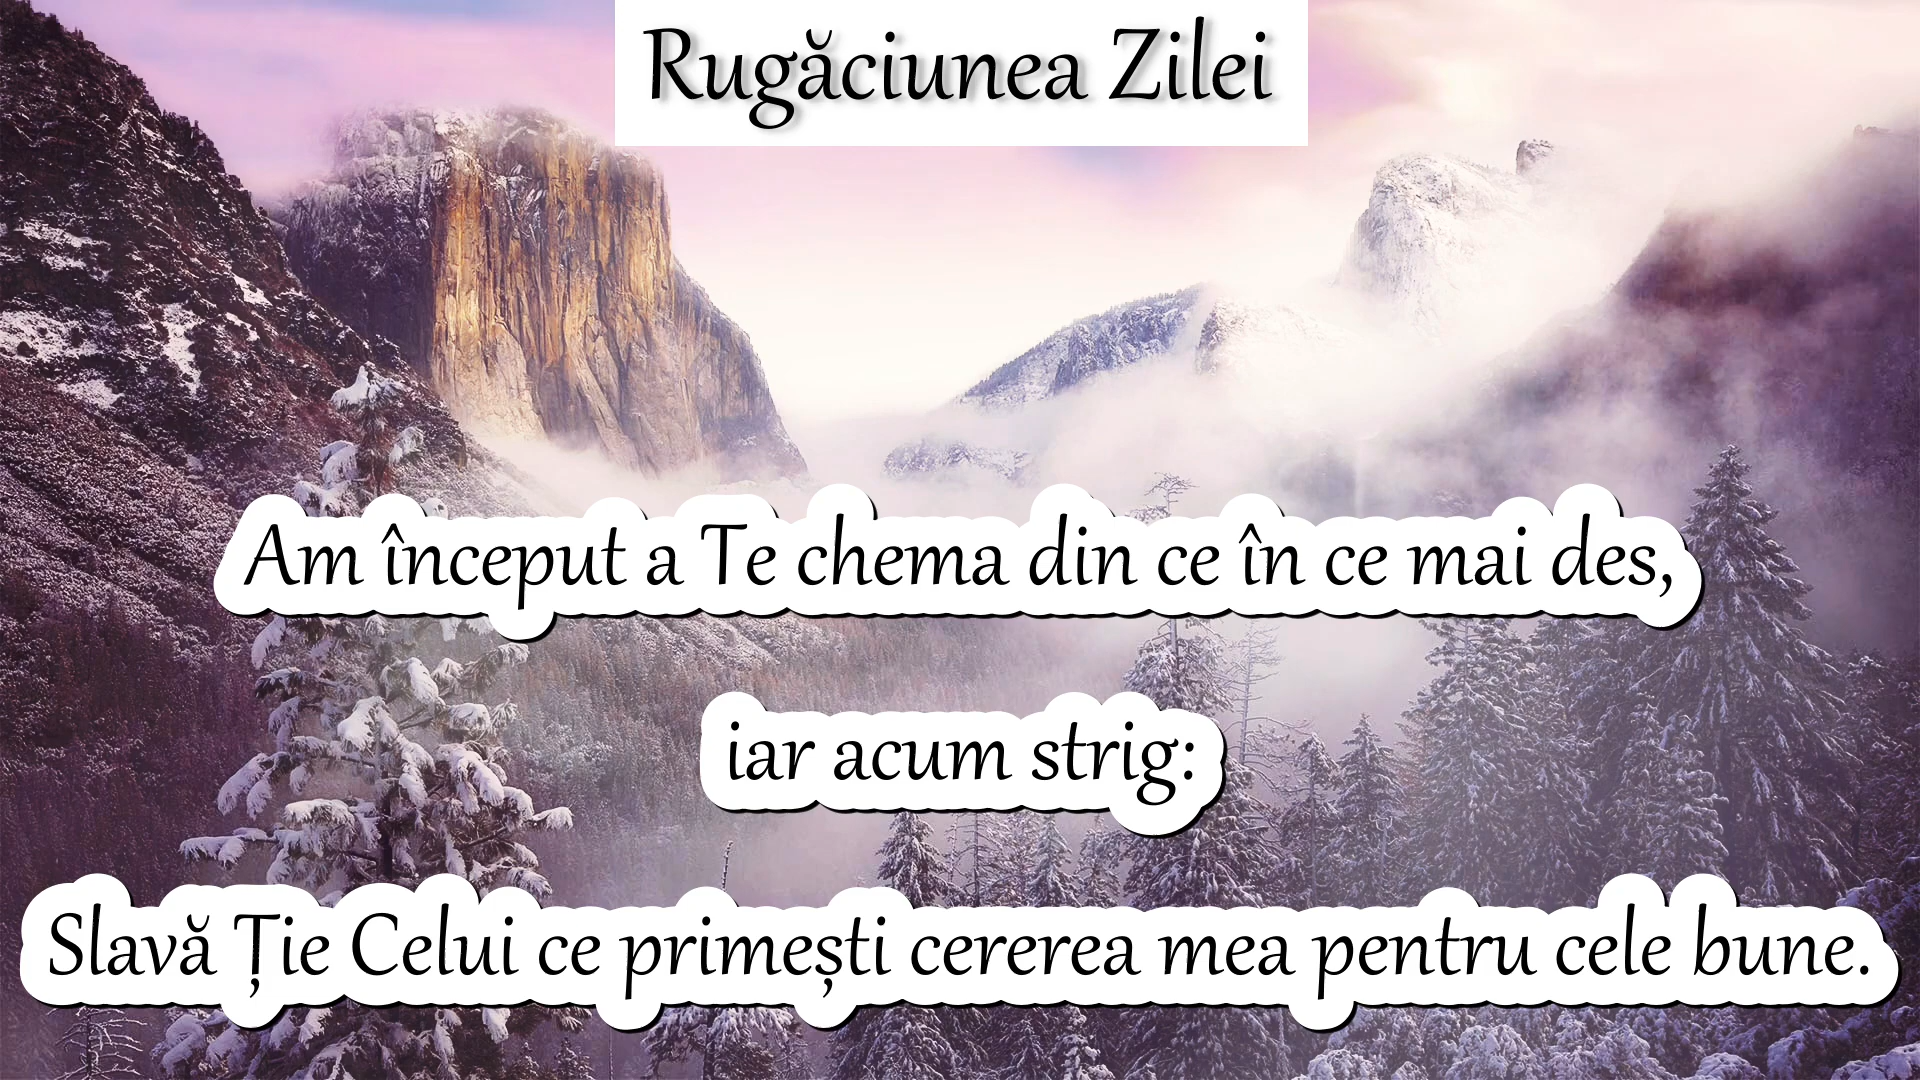 Rugăciunea Zilei
Am început a Te chema din ce în ce mai des,
iar acum strig:
Slavă Ție Celui ce primești cererea mea pentru cele bune.